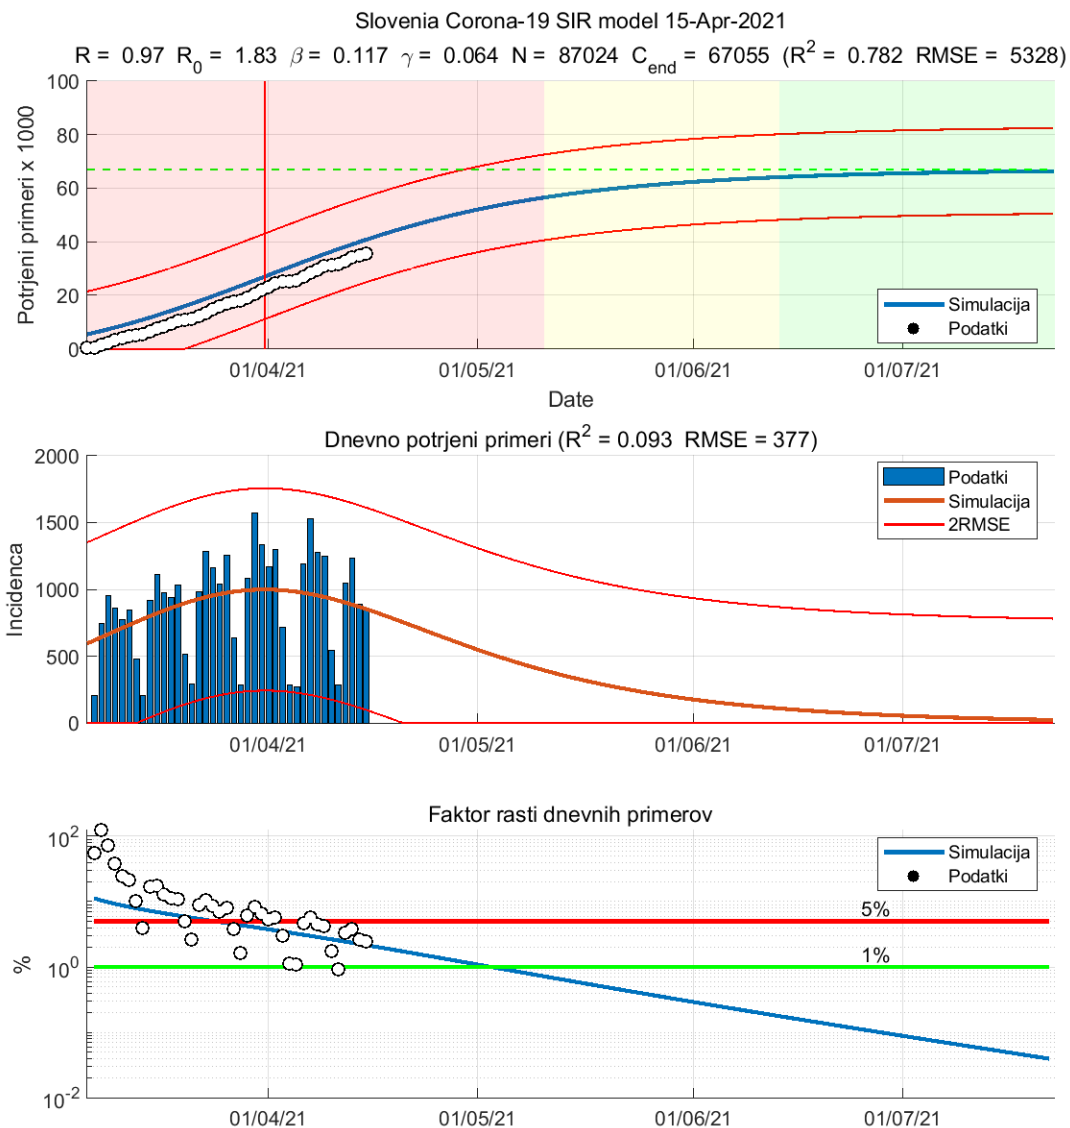 Slovenia Corona-19 SIR model 15-Apr-2021
R = 0.97 R0 = 1.83 β = 0.117 γ = 0.064 N = 87024 Cend = 67055 (R2 = 0.782 RMSE = 5328)
Potrjeni primeri x 1000
100
80
60
40
20
0
Simulacija
Podatki
01/04/21 01/05/21 01/06/21 01/07/21
Date
Dnevno potrjeni primeri (R2 = 0.093 RMSE = 377)
Incidenca
2000
1500
1000
500
0
Podatki
Simulacija
2RMSE
01/04/21 01/05/21 01/06/21 01/07/21
Faktor rasti dnevnih primerov
%
10^2
10^0
10^-2
Simulacija
Podatki
5%
1%
01/04/21 01/05/21 01/06/21 01/07/21